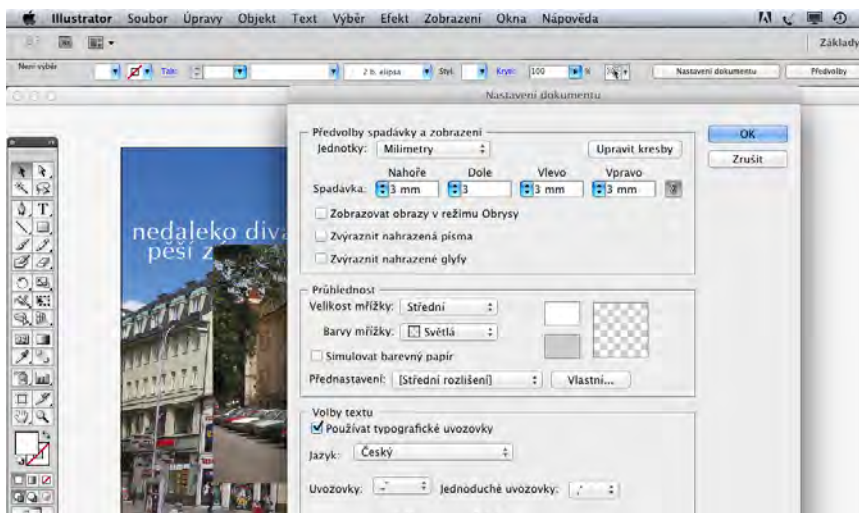 Illustrator Soubor Úpravy Objekt Text Výběr Efekt Zobrazení Okna Nápověda
Základy
Není výběr Tah: 2 b. elipsa Styl: Krytí: 100 % Nastavení dokumentu Předvolby
Nastavení dokumentu
Předvolby spadávky a zobrazení
Jednotky: Milimetry Upravit kresby
OK
Zrušit
Nahoře Dole Vlevo Vpravo
Spadávka: 3 mm 3 3 mm 3 mm
Zobrazovat obrazy v režimu Obrysy
Zvýraznit nahrazená písma
Zvýraznit nahrazené glyfy
nedaleko diva
pěší z
Průhlednost
Velikost mřížky: Střední
Barvy mřížky: Světlá
Simulovat barevný papír
Přednastavení: [Střední rozlišení] Vlastní...
Volby textu
Používat typografické uvozovky
Jazyk: Český
Uvozovky: Jednoduché uvozovky: